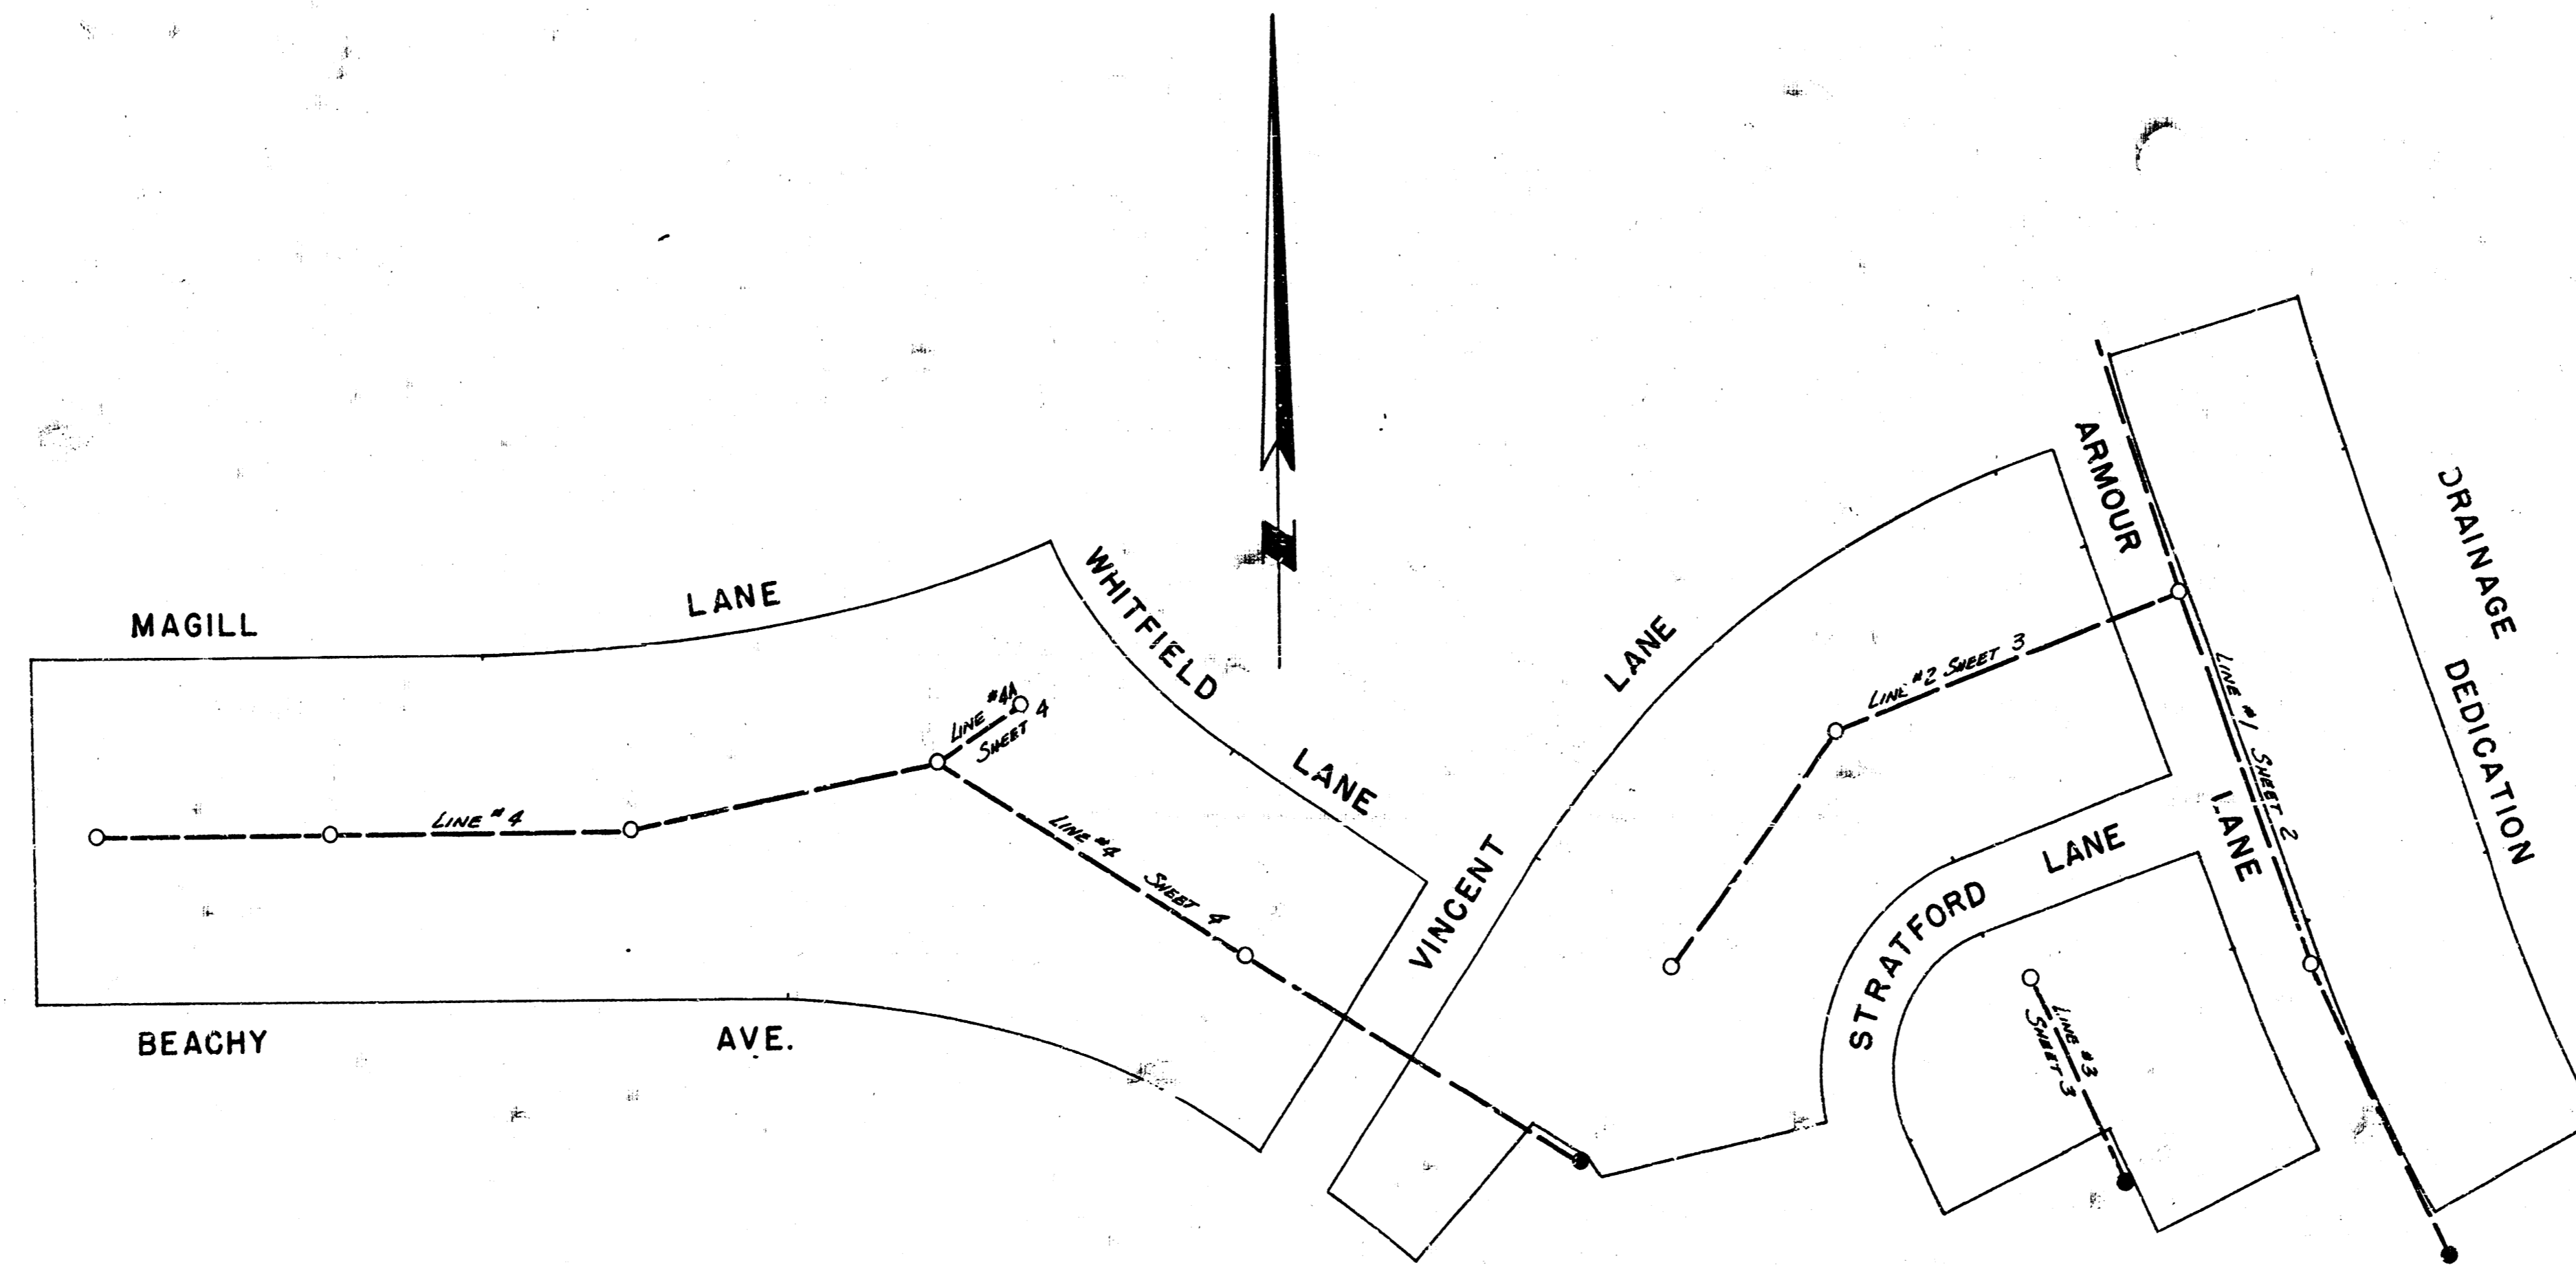 MAGILL LANE
WHITFIELD LANE
LINE #4A
SHEET 4
LINE #4
LINE #4 SHEET 4
BEACHY AVE.
VINCENT LANE
ARMOUR LANE
LINE #2 SHEET 3
LINE #1 SHEET 2
STRATFORD LANE
LINE #3
SHEET 3
DRAINAGE DEDICATION
N